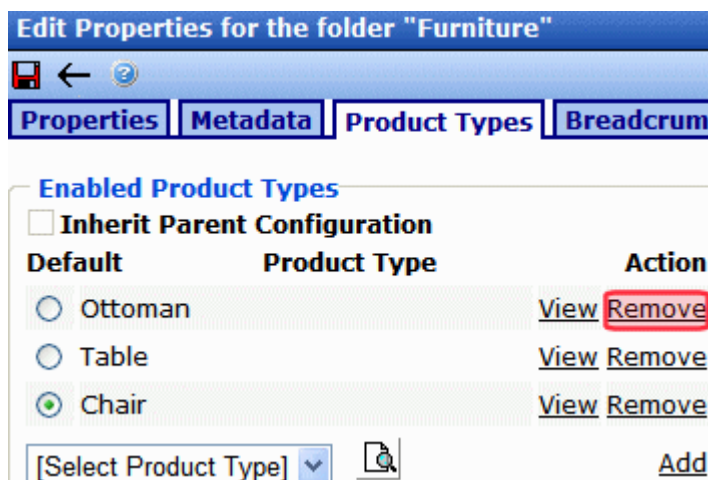 Edit Properties for the folder "Furniture"
Properties Metadata Product Types Breadcrum
Enabled Product Types
Inherit Parent Configuration
Default Product Type Action
Ottoman View Remove
Table View Remove
Chair View Remove
[Select Product Type] Add